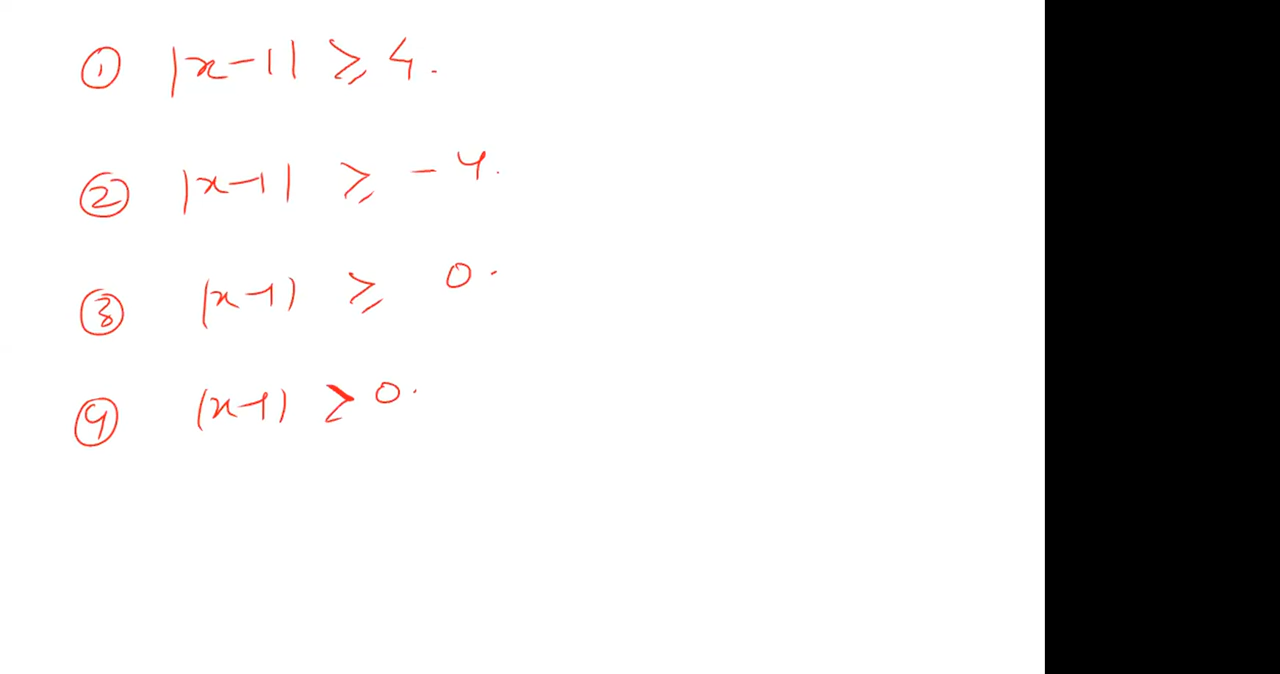 ① |x-1| ≥ 4.
② |x-1| ≥ -4.
③ |x-1| ≥ 0.
④ |x-1| > 0.